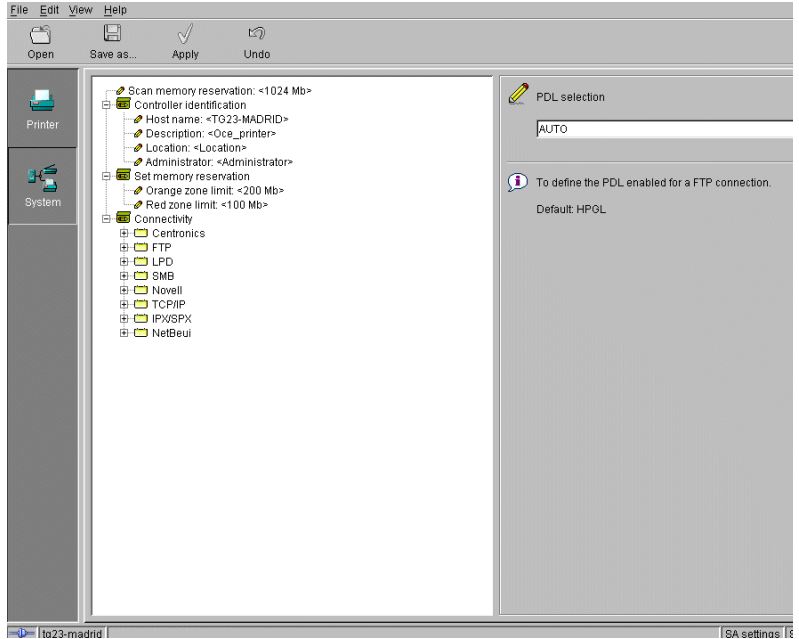 File Edit View Help
Open Save as... Apply Undo
Printer
System
Scan memory reservation: <1024 Mb>
Controller identification
Host name: <TG23-MADRID>
Description: <Oce_printer>
Location: <Location>
Administrator: <Administrator>
Set memory reservation
Orange zone limit: <200 Mb>
Red zone limit: <100 Mb>
Connectivity
Centronics
FTP
LPD
SMB
Novell
TCP/IP
IPX/SPX
NetBeui
PDL selection
AUTO
To define the PDL enabled for a FTP connection.
Default: HPGL
tg23-madrid
SA settings